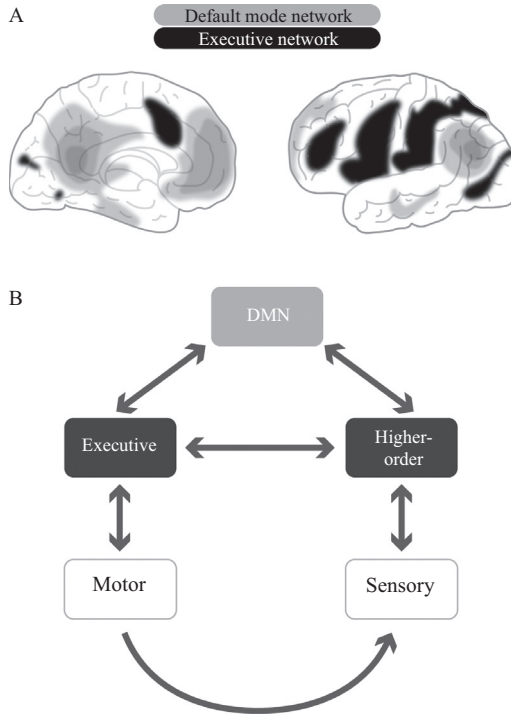 A
Default mode network
Executive network
B
DMN
Executive
Higher-
order
Motor
Sensory